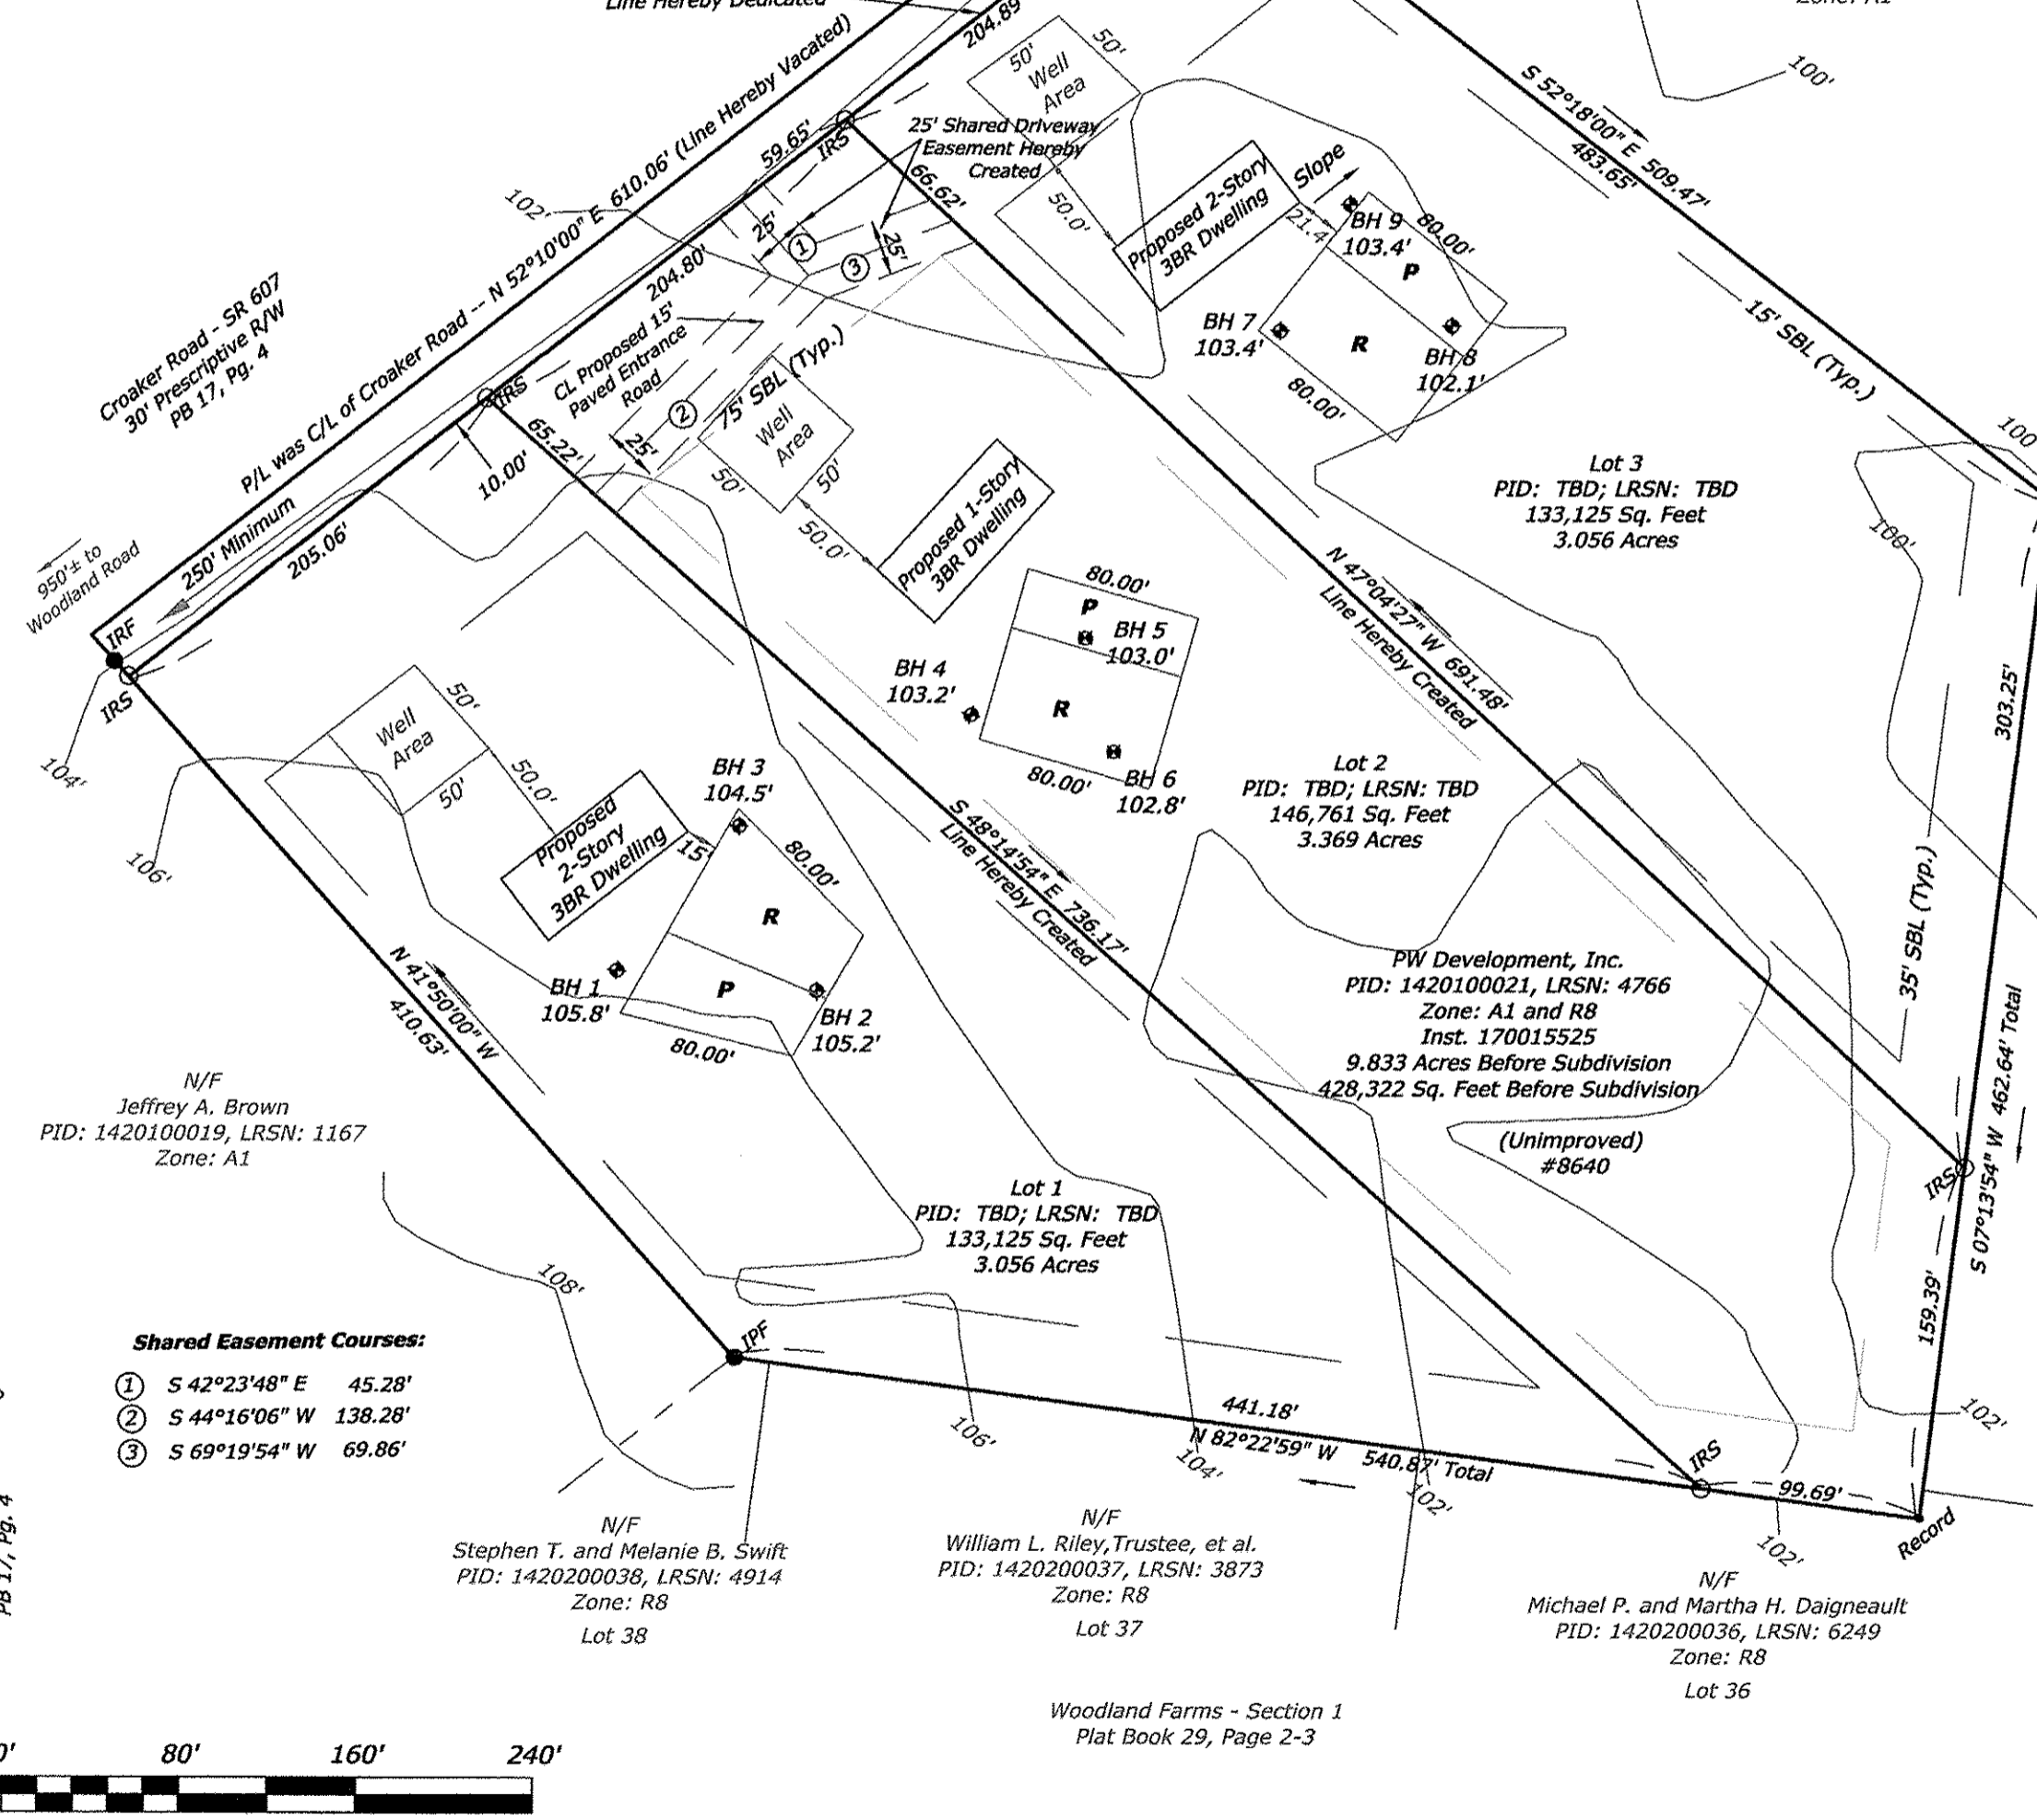 Line Hereby Dedicated
Zone: A1
204.89
50'
50'
Well
Area
100'
S 52°18'00" E 509.47'
483.65'
P/L was C/L of Croaker Road -- N 52°10'00" E 610.06' (Line Hereby Vacated)
59.65'
IRS
25' Shared Driveway
Easement Hereby
Created
66.62'
102'
25'
1
3
25'
50.0'
Proposed 2-Story
3BR Dwelling
Slope
21.4'
BH 9
103.4'
80.00'
P
BH 7
103.4'
R
BH 8
102.1'
80.00'
15' SBL (Typ.)
Croaker Road - SR 607
30' Prescriptive R/W
PB 17, Pg. 4
204.80'
CL Proposed 15'
Paved Entrance
Road
75' SBL (Typ.)
2
IRS
65.22'
25'
Well
Area
50'
50'
50.0'
10.00'
Proposed 1-Story
3BR Dwelling
Lot 3
PID: TBD; LRSN: TBD
133,125 Sq. Feet
3.056 Acres
100'
100'
950'± to
Woodland Road
250' Minimum
205.06'
IRF
IRS
104'
106'
N 47°04'27" W 691.48'
Line Hereby Created
80.00'
P
BH 5
103.0'
BH 4
103.2'
R
80.00'
BH 6
102.8'
303.25'
Well
Area
50'
50'
50.0'
Proposed
2-Story
3BR Dwelling
BH 3
104.5'
15'
80.00'
R
P
BH 1
105.8'
BH 2
105.2'
80.00'
Lot 2
PID: TBD; LRSN: TBD
146,761 Sq. Feet
3.369 Acres
S 48°14'54" E 736.17'
Line Hereby Created
35' SBL (Typ.)
PW Development, Inc.
PID: 1420100021, LRSN: 4766
Zone: A1 and R8
Inst. 170015525
9.833 Acres Before Subdivision
428,322 Sq. Feet Before Subdivision
(Unimproved)
#8640
N 41°50'00" W
410.63'
N/F
Jeffrey A. Brown
PID: 1420100019, LRSN: 1167
Zone: A1
S 07°13'54" W 462.64' Total
IRS
Lot 1
PID: TBD; LRSN: TBD
133,125 Sq. Feet
3.056 Acres
108'
159.39'
Shared Easement Courses:
1 S 42°23'48" E 45.28'
2 S 44°16'06" W 138.28'
3 S 69°19'54" W 69.86'
IPF
441.18'
N 82°22'59" W 540.87' Total
106'
104'
102'
IRS
99.69'
102'
102'
Record
PB 17, Pg. 4
N/F
Stephen T. and Melanie B. Swift
PID: 1420200038, LRSN: 4914
Zone: R8
Lot 38
N/F
William L. Riley,Trustee, et al.
PID: 1420200037, LRSN: 3873
Zone: R8
Lot 37
N/F
Michael P. and Martha H. Daigneault
PID: 1420200036, LRSN: 6249
Zone: R8
Lot 36
Woodland Farms - Section 1
Plat Book 29, Page 2-3
0' 80' 160' 240'